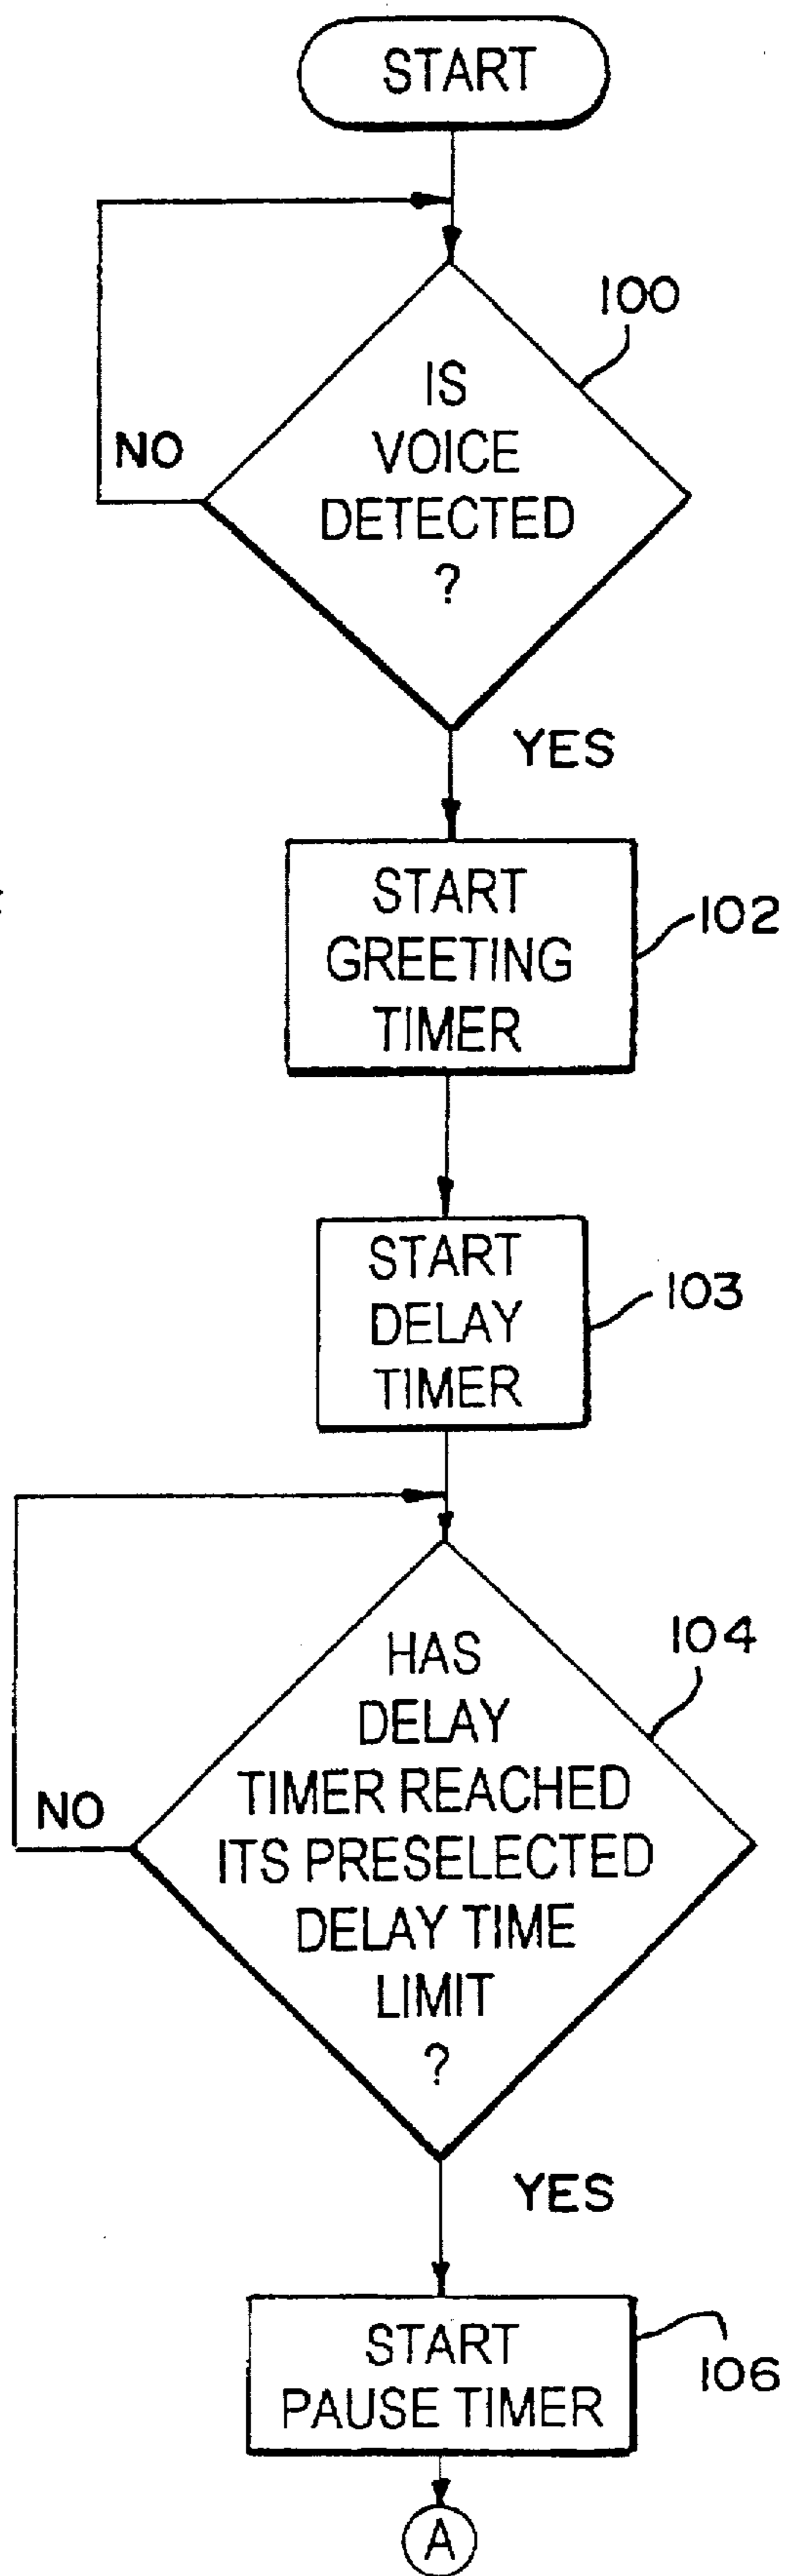 START
100
IS
VOICE
DETECTED
?
NO
YES
START
GREETING
TIMER
102
START
DELAY
TIMER
103
104
HAS
DELAY
TIMER REACHED
ITS PRESELECTED
DELAY TIME
LIMIT
?
NO
YES
START
PAUSE TIMER
106
A